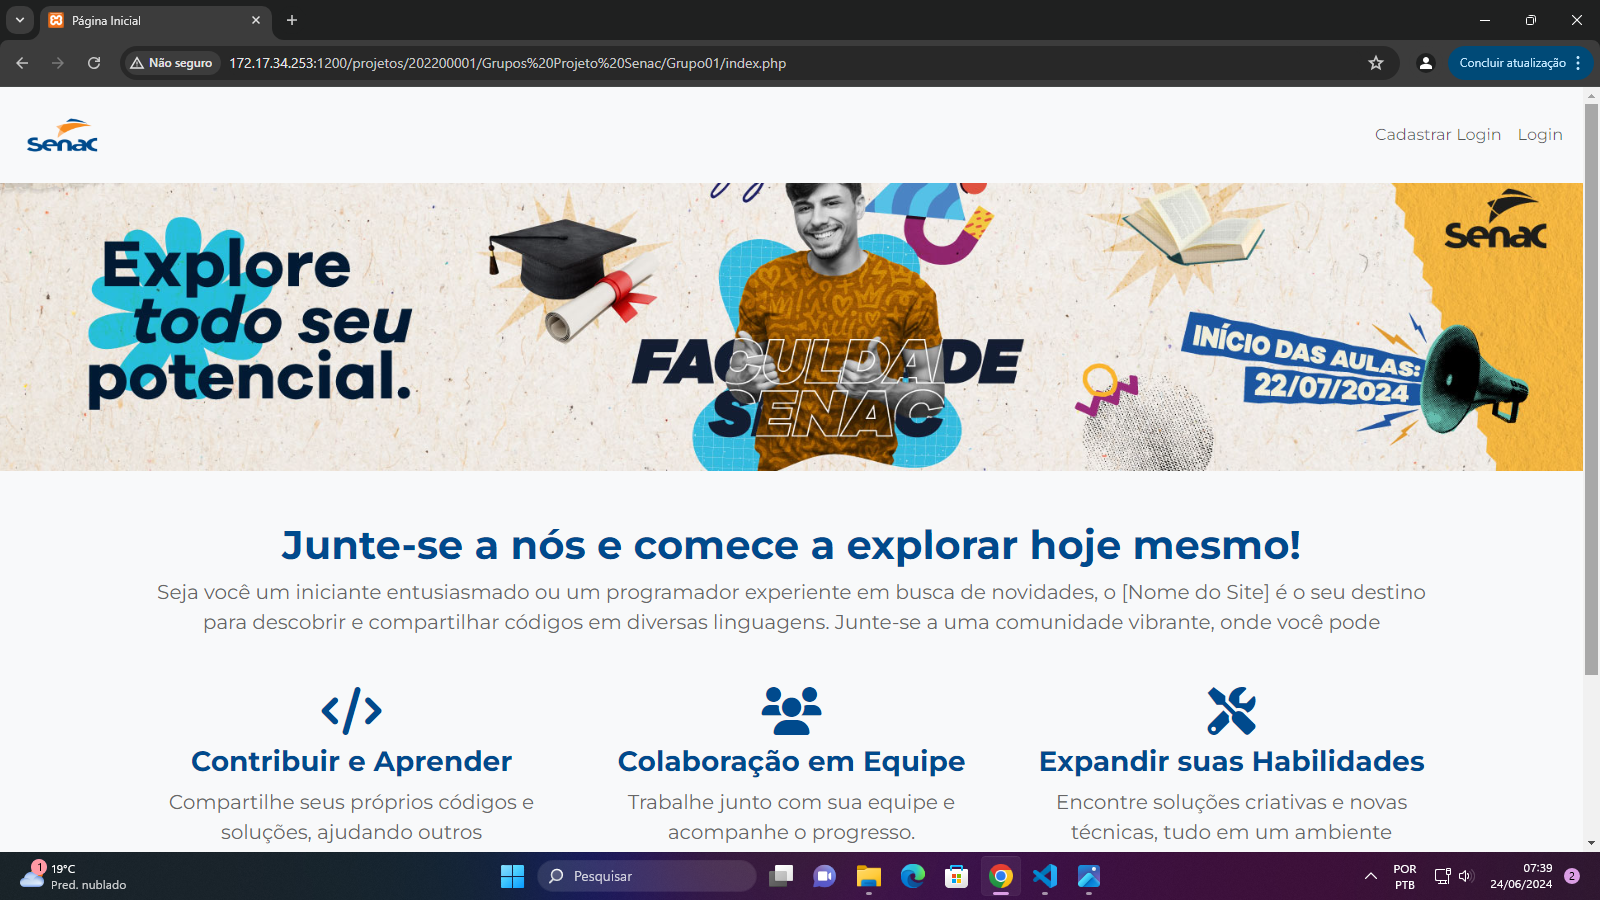 Página Inicial
Não seguro
172.17.34.253:1200/projetos/202200001/Grupos%20Projeto%20Senac/Grupo01/index.php
Concluir atualização
Senac
Cadastrar Login
Login
Explore
todo seu
potencial.
FACULDADE
SENAC
Senac
INÍCIO DAS AULAS:
22/07/2024
Junte-se a nós e comece a explorar hoje mesmo!
Seja você um iniciante entusiasmado ou um programador experiente em busca de novidades, o [Nome do Site] é o seu destino
para descobrir e compartilhar códigos em diversas linguagens. Junte-se a uma comunidade vibrante, onde você pode
Contribuir e Aprender
Compartilhe seus próprios códigos e
soluções, ajudando outros
Colaboração em Equipe
Trabalhe junto com sua equipe e
acompanhe o progresso.
Expandir suas Habilidades
Encontre soluções criativas e novas
técnicas, tudo em um ambiente
1
19°C
Pred. nublado
Pesquisar
POR
PTB
07:39
24/06/2024
2